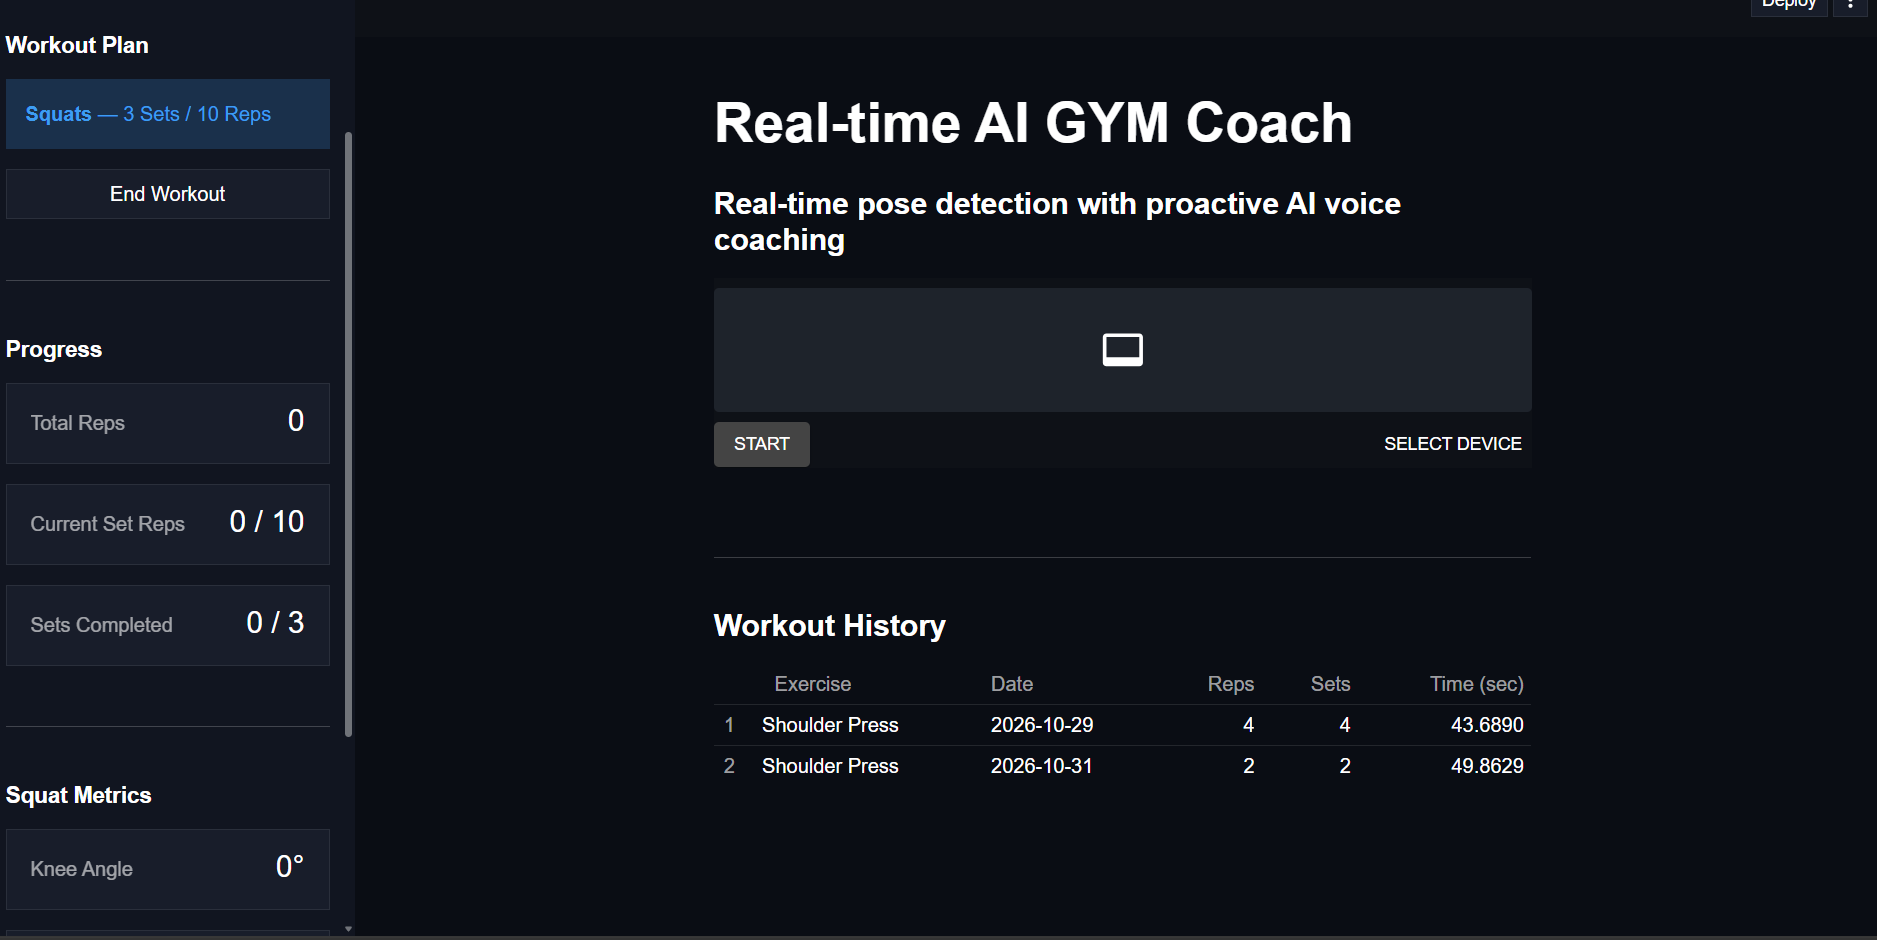 Deploy
Workout Plan
Squats — 3 Sets / 10 Reps
End Workout
Progress
Total Reps 0
Current Set Reps 0 / 10
Sets Completed 0 / 3
Squat Metrics
Knee Angle 0°
Real-time AI GYM Coach
Real-time pose detection with proactive AI voice
coaching
START SELECT DEVICE
Workout History
Exercise Date Reps Sets Time (sec)
1 Shoulder Press 2026-10-29 4 4 43.6890
2 Shoulder Press 2026-10-31 2 2 49.8629